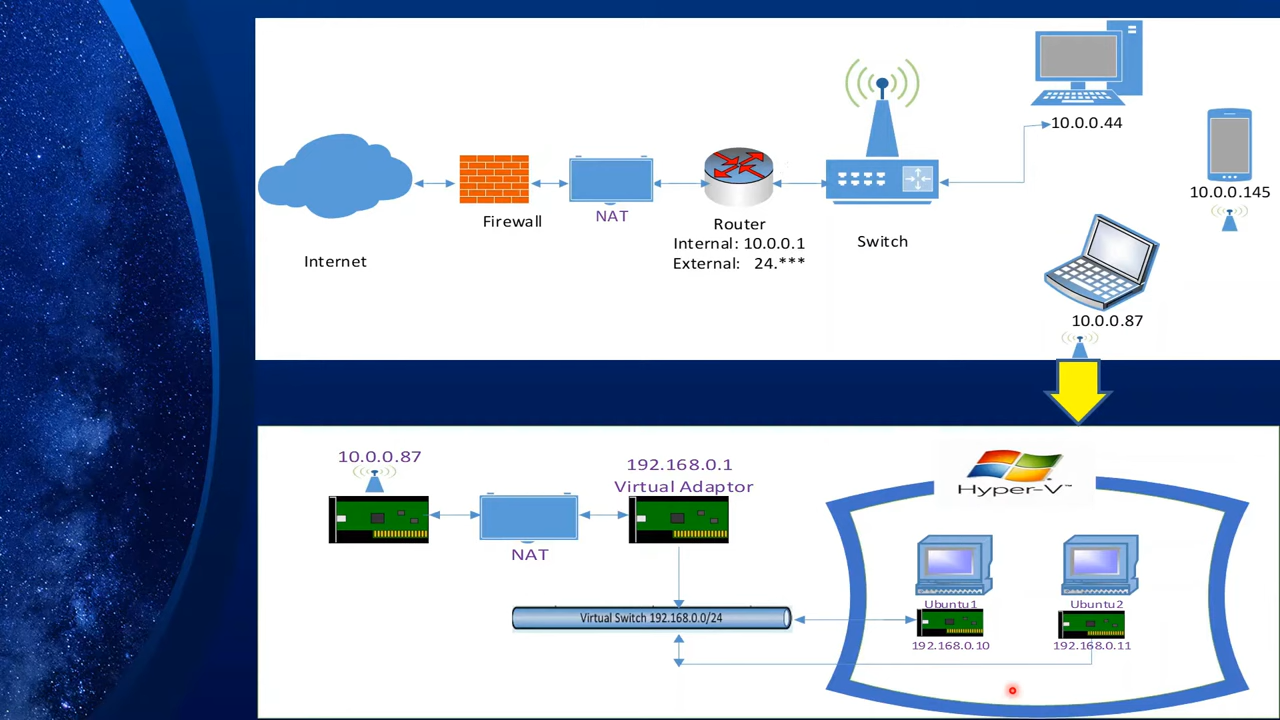 10.0.0.44
10.0.0.145
Firewall
NAT
Router
Internal: 10.0.0.1
External: 24.***
Switch
Internet
10.0.0.87
10.0.0.87
192.168.0.1
Virtual Adaptor
Hyper-V™
NAT
Virtual Switch 192.168.0.0/24
Ubuntu1
Ubuntu2
192.168.0.10
192.168.0.11